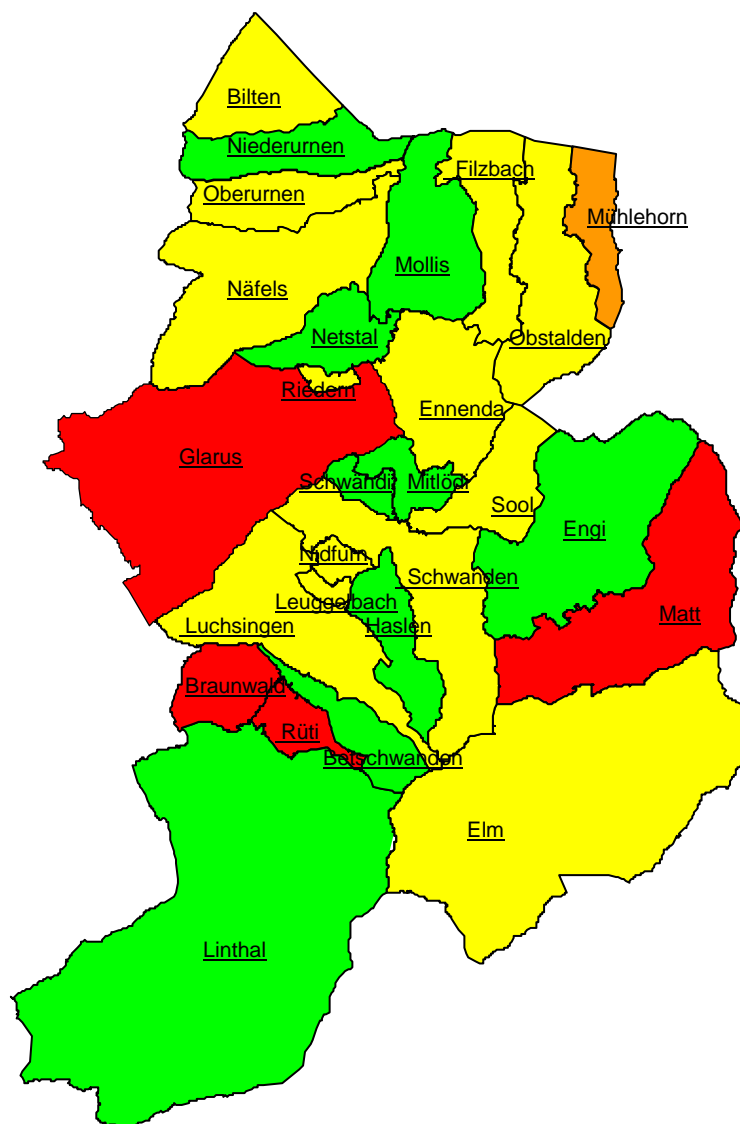 Bilten
Niederurnen
Filzbach
Oberurnen
Mühlehorn
Mollis
Näfels
Netstal
Obstalden
Riedern
Ennenda
Glarus
Schwändi
Mitlödi
Sool
Engi
Nidfurn
Schwanden
Leuggelbach
Matt
Luchsingen
Haslen
Braunwald
Rüti
Betschwanden
Elm
Linthal